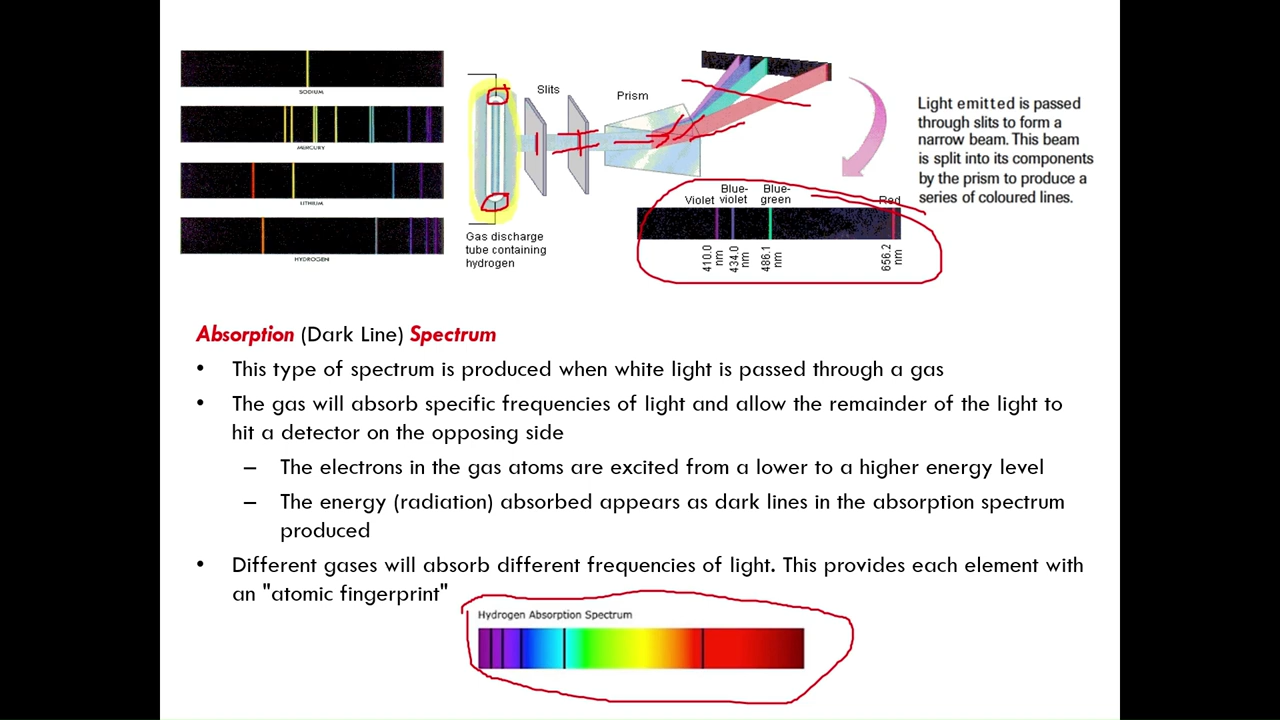 SODIUM
MERCURY
LITHIUM
HYDROGEN
Slits
Prism
Gas discharge
tube containing
hydrogen
Violet
Blue-
violet
Blue-
green
Red
410.0
nm
434.0
nm
486.1
nm
656.2
nm
Light emitted is passed
through slits to form a
narrow beam. This beam
is split into its components
by the prism to produce a
series of coloured lines.
Absorption (Dark Line) Spectrum
• This type of spectrum is produced when white light is passed through a gas
• The gas will absorb specific frequencies of light and allow the remainder of the light to
hit a detector on the opposing side
– The electrons in the gas atoms are excited from a lower to a higher energy level
– The energy (radiation) absorbed appears as dark lines in the absorption spectrum
produced
• Different gases will absorb different frequencies of light. This provides each element with
an "atomic fingerprint"
Hydrogen Absorption Spectrum